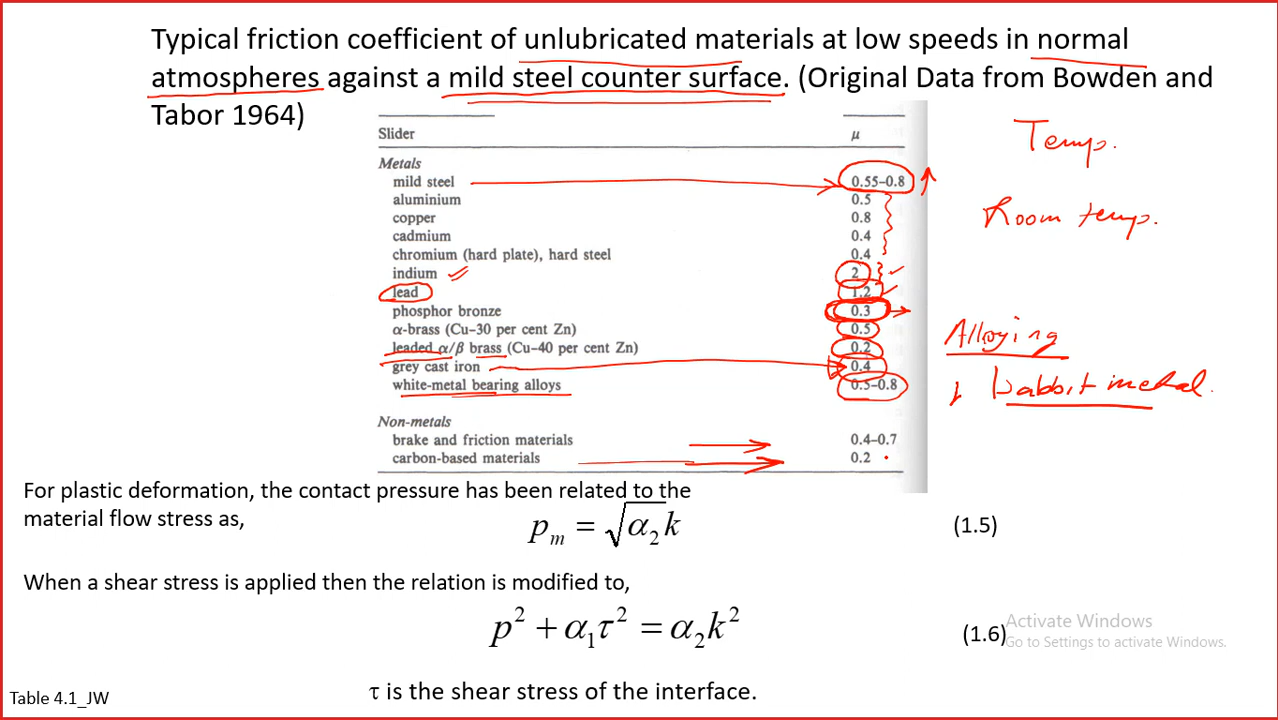 Typical friction coefficient of unlubricated materials at low speeds in normal
atmospheres against a mild steel counter surface. (Original Data from Bowden and
Tabor 1964)
Slider μ
Metals
mild steel 0.55–0.8
aluminium 0.5
copper 0.8
cadmium 0.4
chromium (hard plate), hard steel 0.4
indium 2
lead 1.2
phosphor bronze 0.3
α-brass (Cu-30 per cent Zn) 0.5
leaded α/β brass (Cu-40 per cent Zn) 0.2
grey cast iron 0.4
white-metal bearing alloys 0.5–0.8
Non-metals
brake and friction materials 0.4–0.7
carbon-based materials 0.2
Temp.
Room temp.
Alloying
babbit metal.
For plastic deformation, the contact pressure has been related to the
material flow stress as,
pₘ = √α₂k (1.5)
When a shear stress is applied then the relation is modified to,
p² + α₁τ² = α₂k² (1.6)
Activate Windows
Go to Settings to activate Windows.
τ is the shear stress of the interface.
Table 4.1_JW